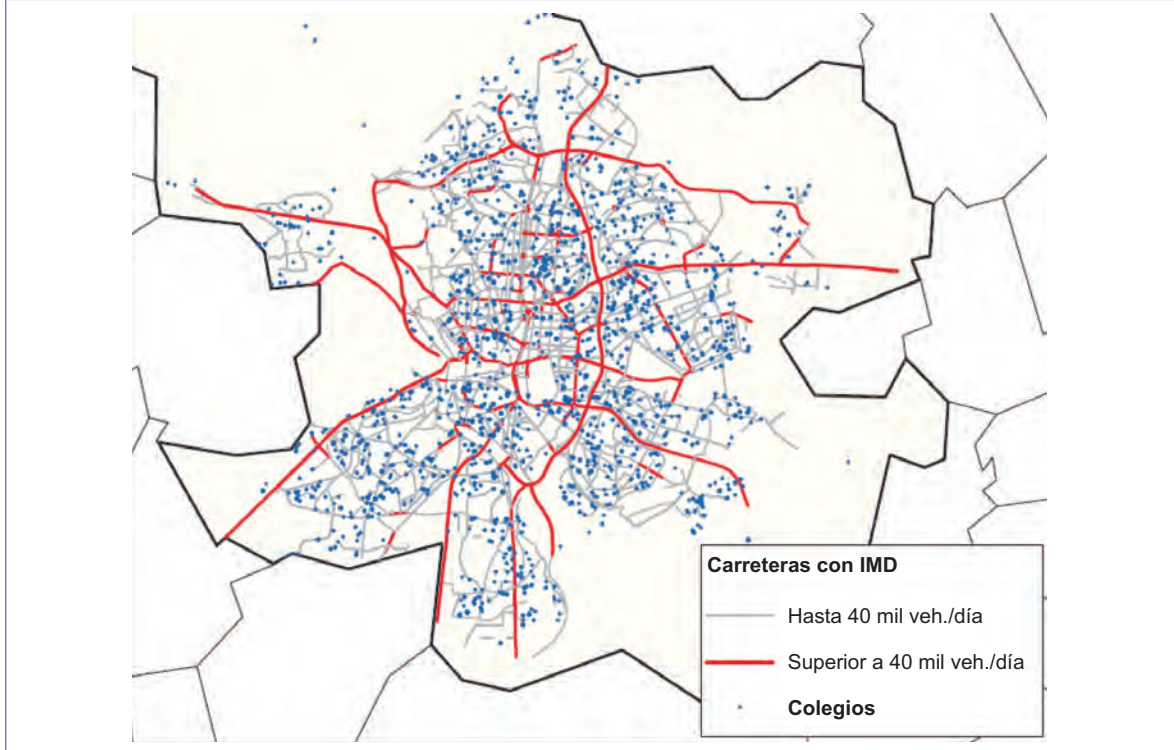 Carreteras con IMD
Hasta 40 mil veh./día
Superior a 40 mil veh./día
Colegios